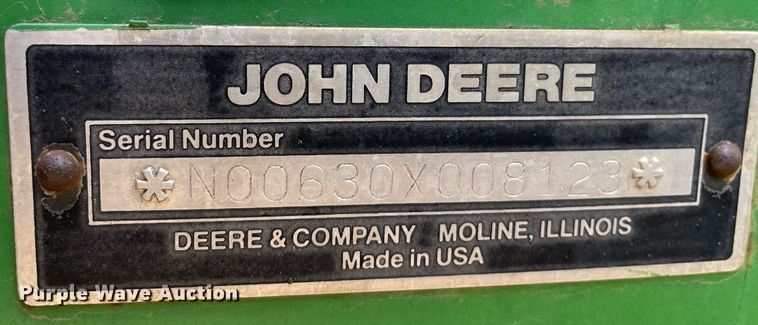 JOHN DEERE
Serial Number
* N00630X008123 *
DEERE & COMPANY MOLINE, ILLINOIS
Made in USA
Purple Wave Auction